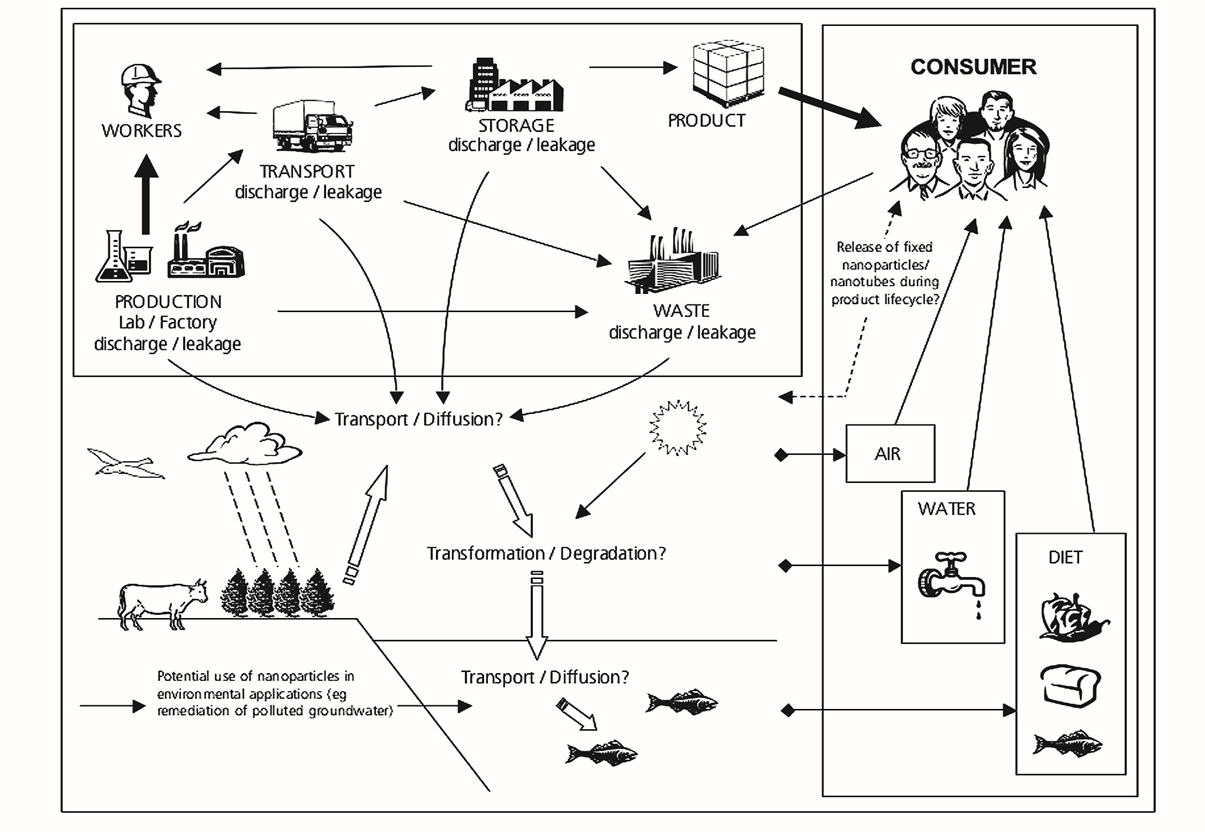 CONSUMER
WORKERS
STORAGE
discharge / leakage
PRODUCT
TRANSPORT
discharge / leakage
PRODUCTION
Lab / Factory
discharge / leakage
WASTE
discharge / leakage
Release of fixed
nanoparticles/
nanotubes during
product lifecycle?
Transport / Diffusion?
AIR
WATER
Transformation / Degradation?
DIET
Potential use of nanoparticles in
environmental applications (eg
remediation of polluted groundwater)
Transport / Diffusion?